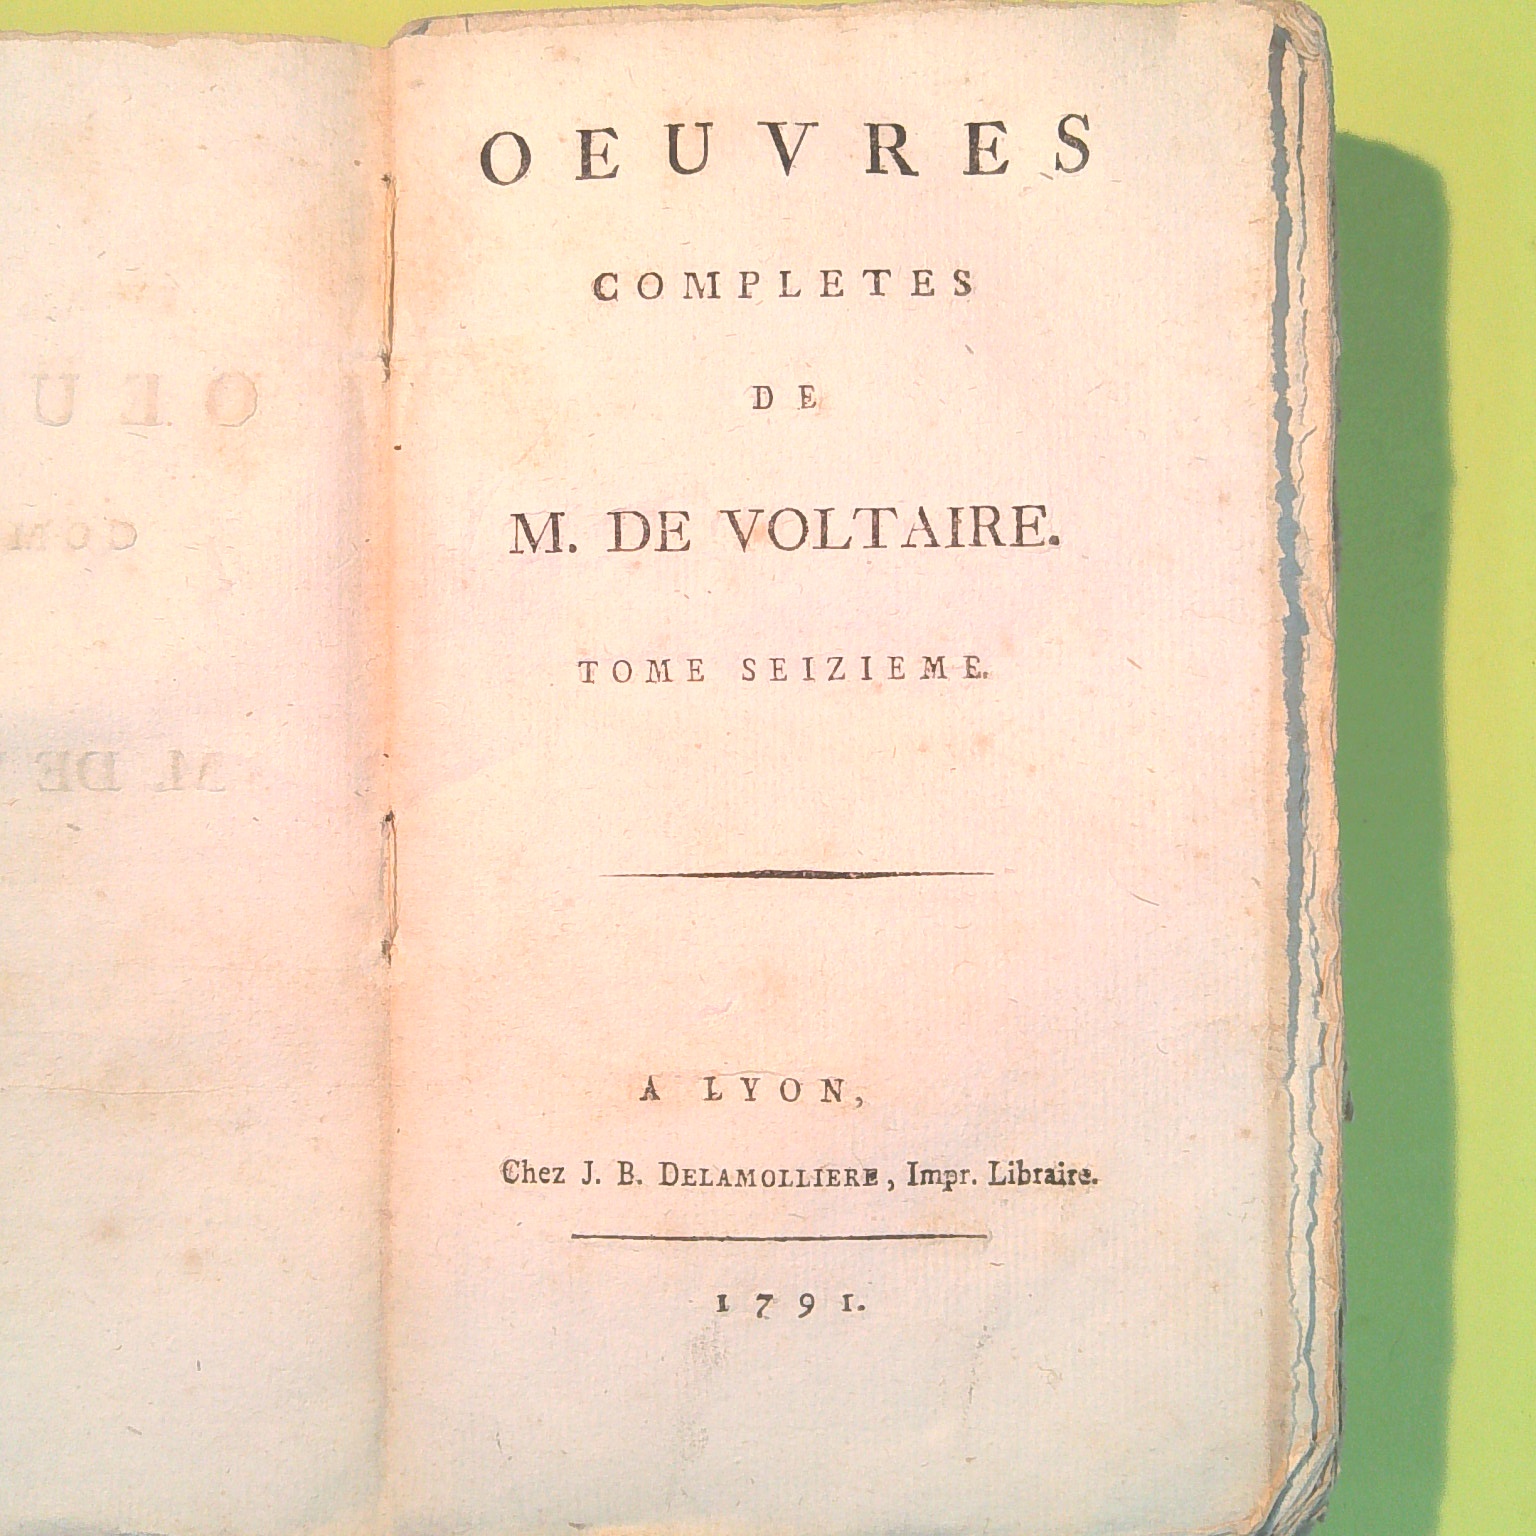 OEUVRES
COMPLETES
DE
M. DE VOLTAIRE.
TOME SEIZIEME.
A LYON,
Chez J. B. DELAMOLLIERE, Impr. Libraire.
1791.